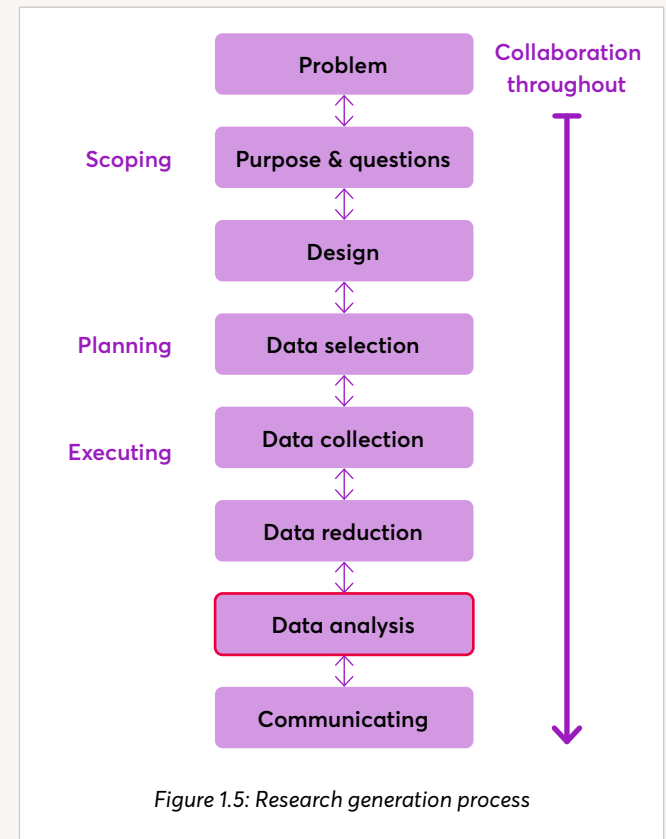 Problem
Collaboration
throughout
Scoping
Purpose & questions
Design
Planning
Data selection
Executing
Data collection
Data reduction
Data analysis
Communicating
Figure 1.5: Research generation process